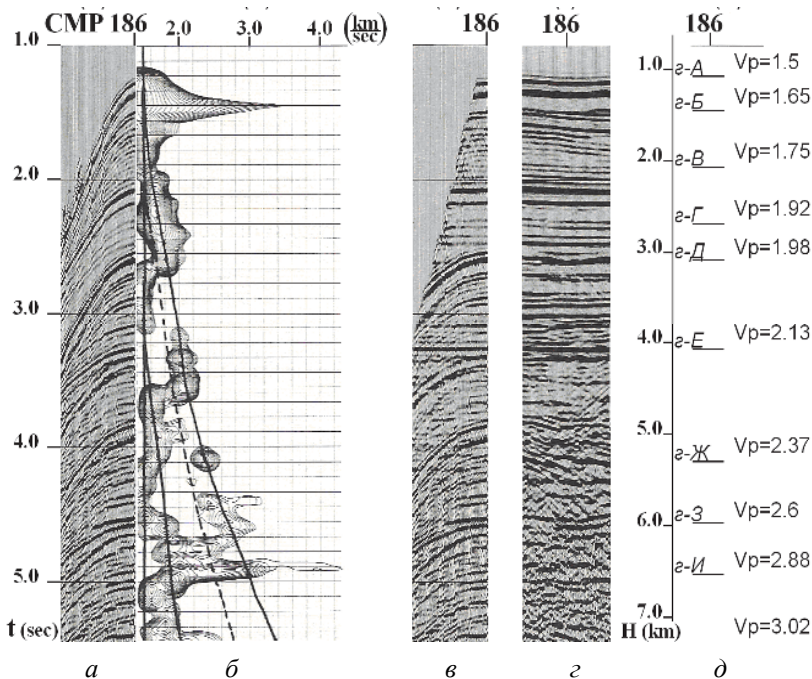 CMP 186 2.0 3.0 4.0 (km/sec) 186 186 186
1.0
2.0
3.0
4.0
5.0
t (sec)
1.0 г-А Vp=1.5
г-Б Vp=1.65
2.0 г-В Vp=1.75
г-Г Vp=1.92
3.0 г-Д Vp=1.98
4.0 г-Е Vp=2.13
5.0
г-Ж Vp=2.37
г-З Vp=2.6
6.0
г-И Vp=2.88
7.0
H (km) Vp=3.02
а б в г д